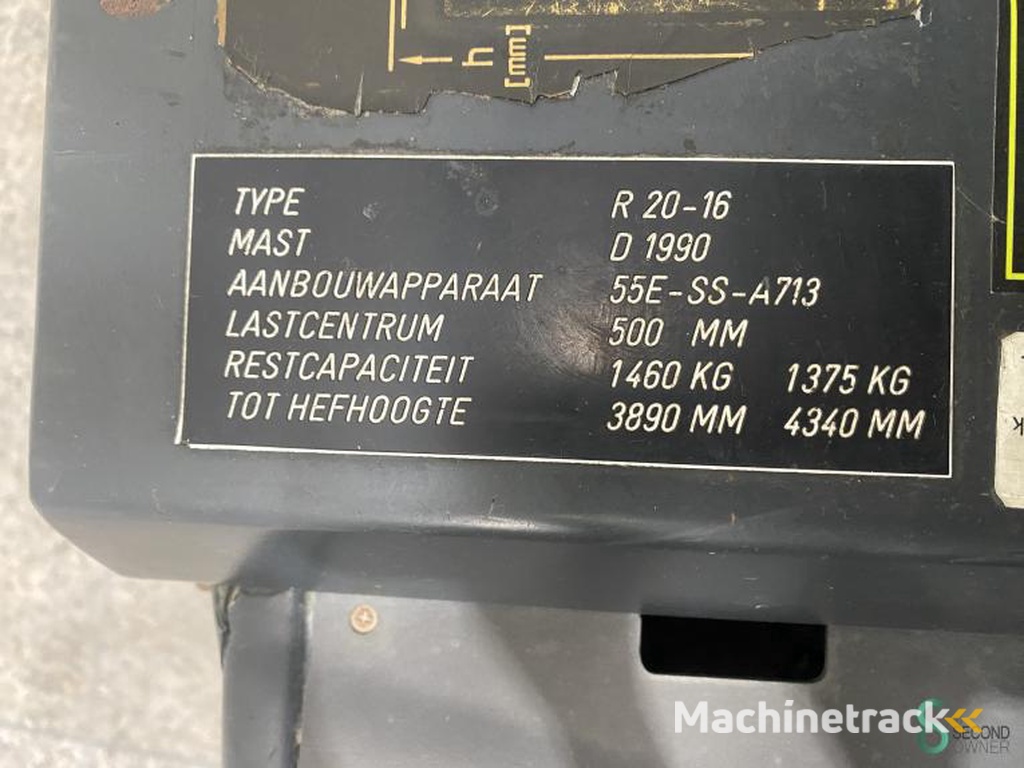 h
[mm]
TYPE R 20-16
MAST D 1990
AANBOUWAPPARAAT 55E-SS-A713
LASTCENTRUM 500 MM
RESTCAPACITEIT 1460 KG 1375 KG
TOT HEFHOOGTE 3890 MM 4340 MM
k
Machinetrack
SECOND
OWNER